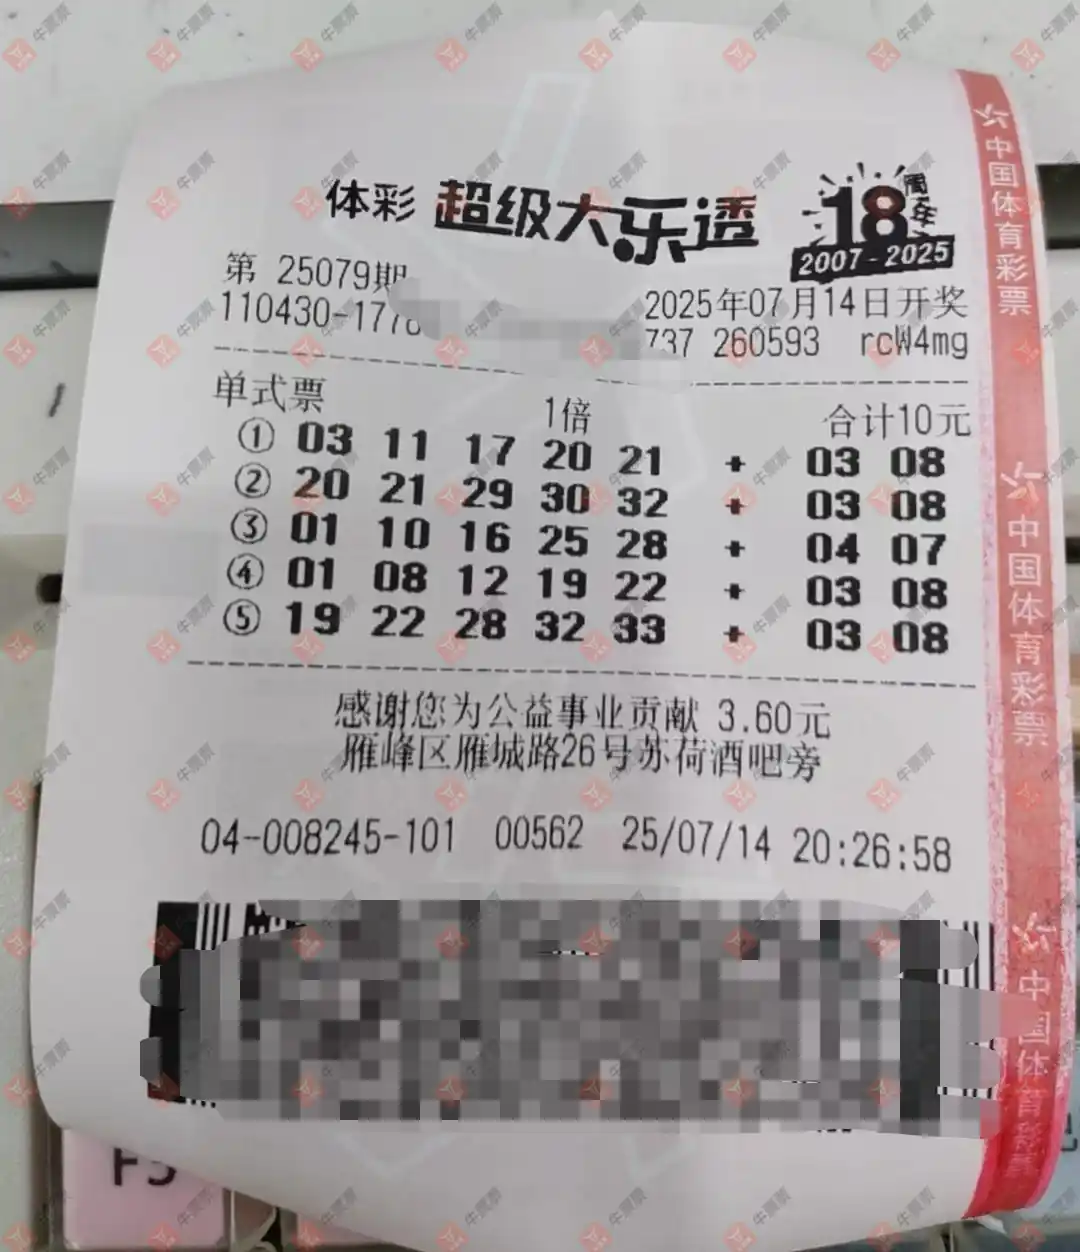 体彩 超级大乐透 18周年 2007-2025
第 25079期 2025年07月14日开奖
110430-177 737 260593 rcW4mg
单式票 1倍 合计10元
① 03 11 17 20 21 + 03 08
② 20 21 29 30 32 + 03 08
③ 01 10 16 25 28 + 04 07
④ 01 08 12 19 22 + 03 08
⑤ 19 22 28 32 33 + 03 08
感谢您为公益事业贡献 3.60元
雁峰区雁城路26号苏荷酒吧旁
04-008245-101 00562 25/07/14 20:26:58
中国体育彩票
中国体育彩票
中国体育彩票
F5
牛票票